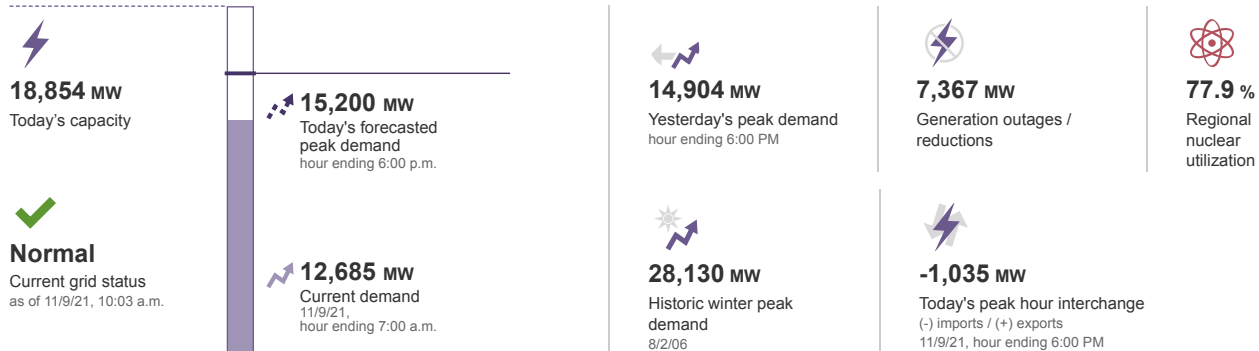 18,854 MW
Today's capacity
Normal
Current grid status
as of 11/9/21, 10:03 a.m.
15,200 MW
Today's forecasted
peak demand
hour ending 6:00 p.m.
12,685 MW
Current demand
11/9/21,
hour ending 7:00 a.m.
14,904 MW
Yesterday's peak demand
hour ending 6:00 PM
7,367 MW
Generation outages /
reductions
77.9 %
Regional
nuclear
utilization
28,130 MW
Historic winter peak
demand
8/2/06
-1,035 MW
Today's peak hour interchange
(-) imports / (+) exports
11/9/21, hour ending 6:00 PM